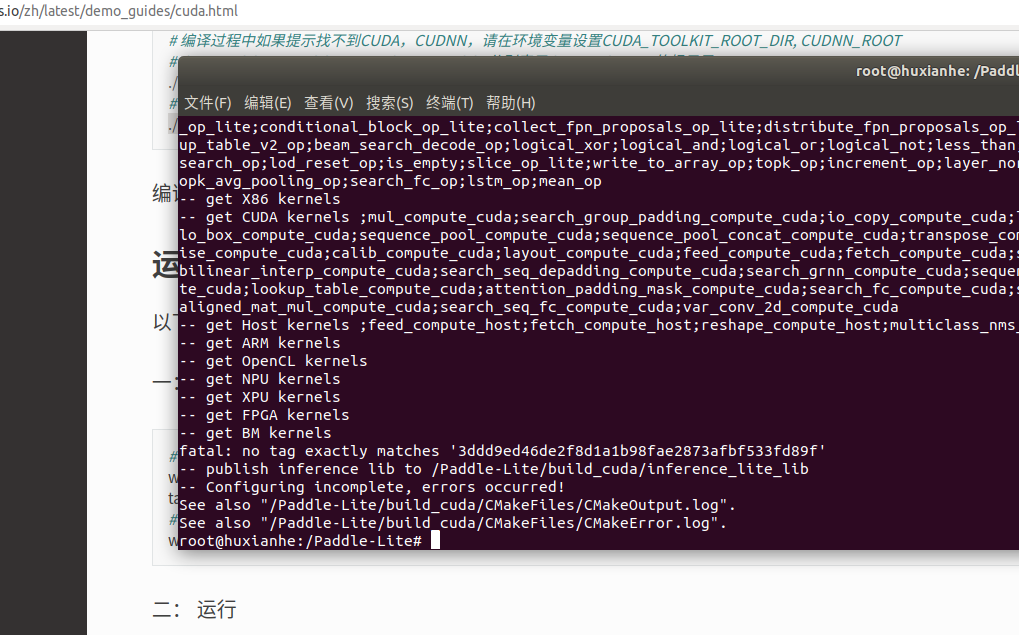 s.io/zh/latest/demo_guides/cuda.html
# 编译过程中如果提示找不到CUDA，CUDNN，请在环境变量设置CUDA_TOOLKIT_ROOT_DIR, CUDNN_ROOT
#
root@huxianhe: /Paddl
./
#
文件(F) 编辑(E) 查看(V) 搜索(S) 终端(T) 帮助(H)
./
_op_lite;conditional_block_op_lite;collect_fpn_proposals_op_lite;distribute_fpn_proposals_op_l
up_table_v2_op;beam_search_decode_op;logical_xor;logical_and;logical_or;logical_not;less_than;
search_op;lod_reset_op;is_empty;slice_op_lite;write_to_array_op;topk_op;increment_op;layer_nor
opk_avg_pooling_op;search_fc_op;lstm_op;mean_op
编译
-- get X86 kernels
-- get CUDA kernels ;mul_compute_cuda;search_group_padding_compute_cuda;io_copy_compute_cuda;l
lo_box_compute_cuda;sequence_pool_compute_cuda;sequence_pool_concat_compute_cuda;transpose_com
ise_compute_cuda;calib_compute_cuda;layout_compute_cuda;feed_compute_cuda;fetch_compute_cuda;s
运
bilinear_interp_compute_cuda;search_seq_depadding_compute_cuda;search_grnn_compute_cuda;sequen
te_cuda;lookup_table_compute_cuda;attention_padding_mask_compute_cuda;search_fc_compute_cuda;s
aligned_mat_mul_compute_cuda;search_seq_fc_compute_cuda;var_conv_2d_compute_cuda
以下
-- get Host kernels ;feed_compute_host;fetch_compute_host;reshape_compute_host;multiclass_nms_
-- get ARM kernels
-- get OpenCL kernels
一：
-- get NPU kernels
-- get XPU kernels
-- get FPGA kernels
-- get BM kernels
#
fatal: no tag exactly matches '3ddd9ed46de2f8d1a1b98fae2873afbf533fd89f'
w
-- publish inference lib to /Paddle-Lite/build_cuda/inference_lite_lib
-- Configuring incomplete, errors occurred!
ta
See also "/Paddle-Lite/build_cuda/CMakeFiles/CMakeOutput.log".
#
See also "/Paddle-Lite/build_cuda/CMakeFiles/CMakeError.log".
w
root@huxianhe:/Paddle-Lite#
二： 运行